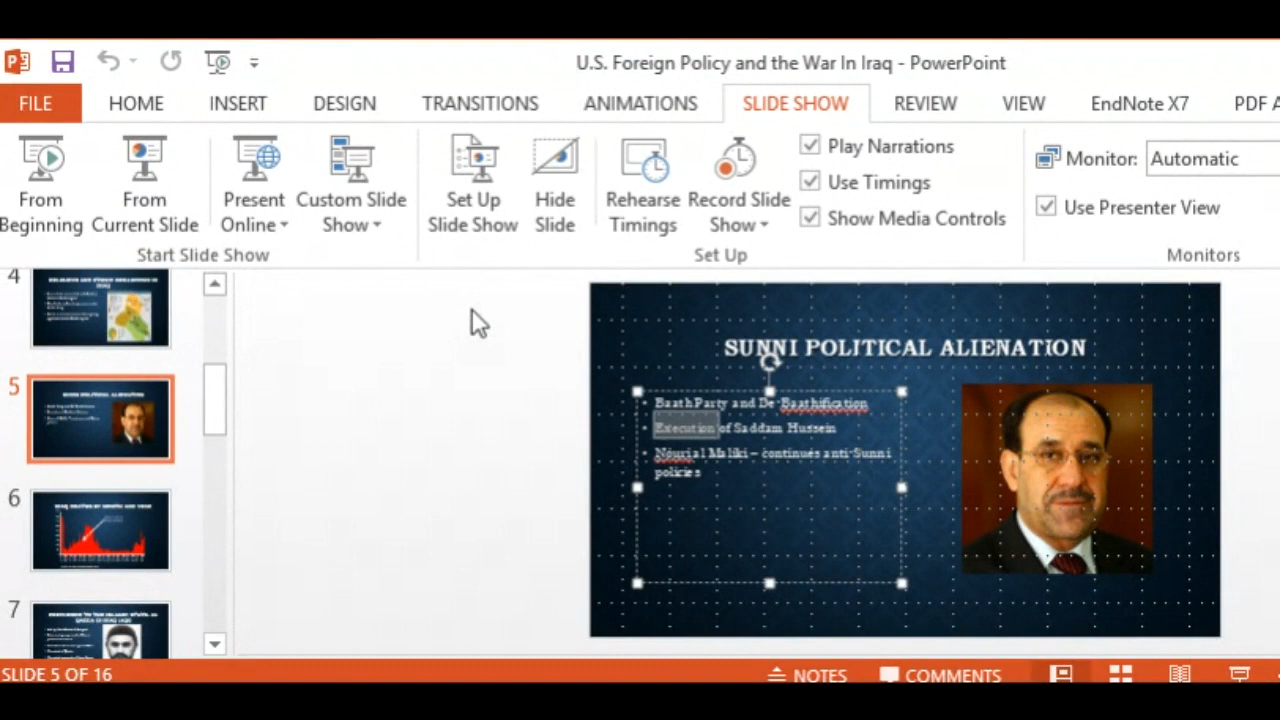 U.S. Foreign Policy and the War In Iraq - PowerPoint
FILE HOME INSERT DESIGN TRANSITIONS ANIMATIONS SLIDE SHOW REVIEW VIEW EndNote X7 PDF A
From Beginning
From Current Slide
Present Online
Custom Slide Show
Set Up Slide Show
Hide Slide
Rehearse Timings
Record Slide Show
Play Narrations
Use Timings
Show Media Controls
Monitor: Automatic
Use Presenter View
Start Slide Show
Set Up
Monitors
4
5
SUNNI POLITICAL ALIENATION
6
7
SUNNI POLITICAL ALIENATION
• Baath Party and De-Baathification
• Execution of Saddam Hussein
• Nouri al Maliki – continues anti-Sunni
policies
SLIDE 5 OF 16
NOTES COMMENTS